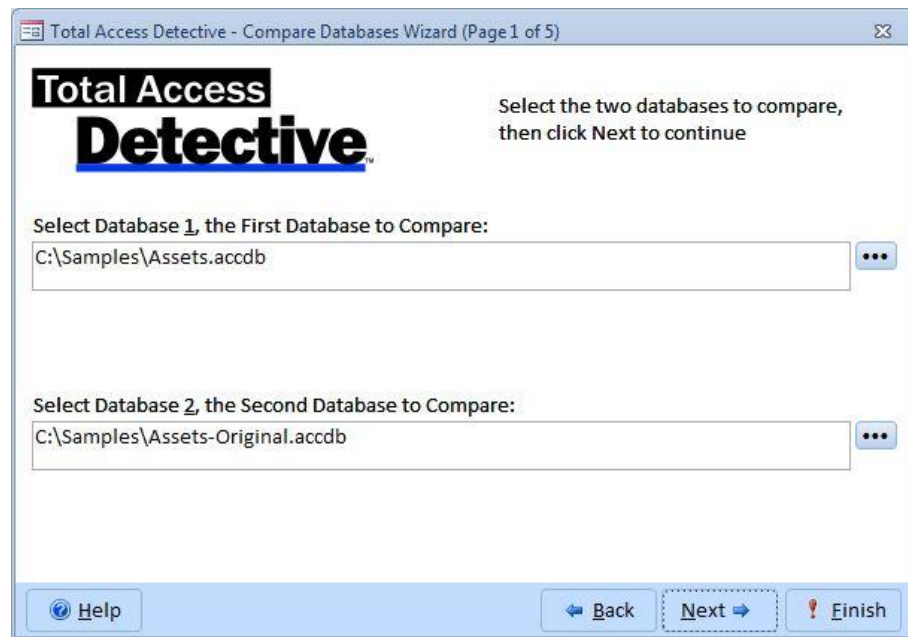 Total Access Detective - Compare Databases Wizard (Page 1 of 5)
Total Access
Detective™
Select the two databases to compare,
then click Next to continue
Select Database 1, the First Database to Compare:
C:\Samples\Assets.accdb
Select Database 2, the Second Database to Compare:
C:\Samples\Assets-Original.accdb
Help
Back
Next
Finish